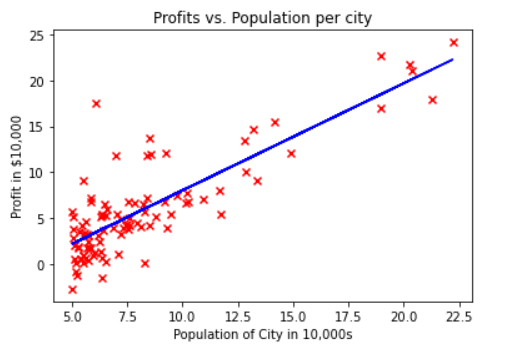 Profits vs. Population per city
25
20
15
10
5
0
Profit in $10,000
5.0 7.5 10.0 12.5 15.0 17.5 20.0 22.5
Population of City in 10,000s